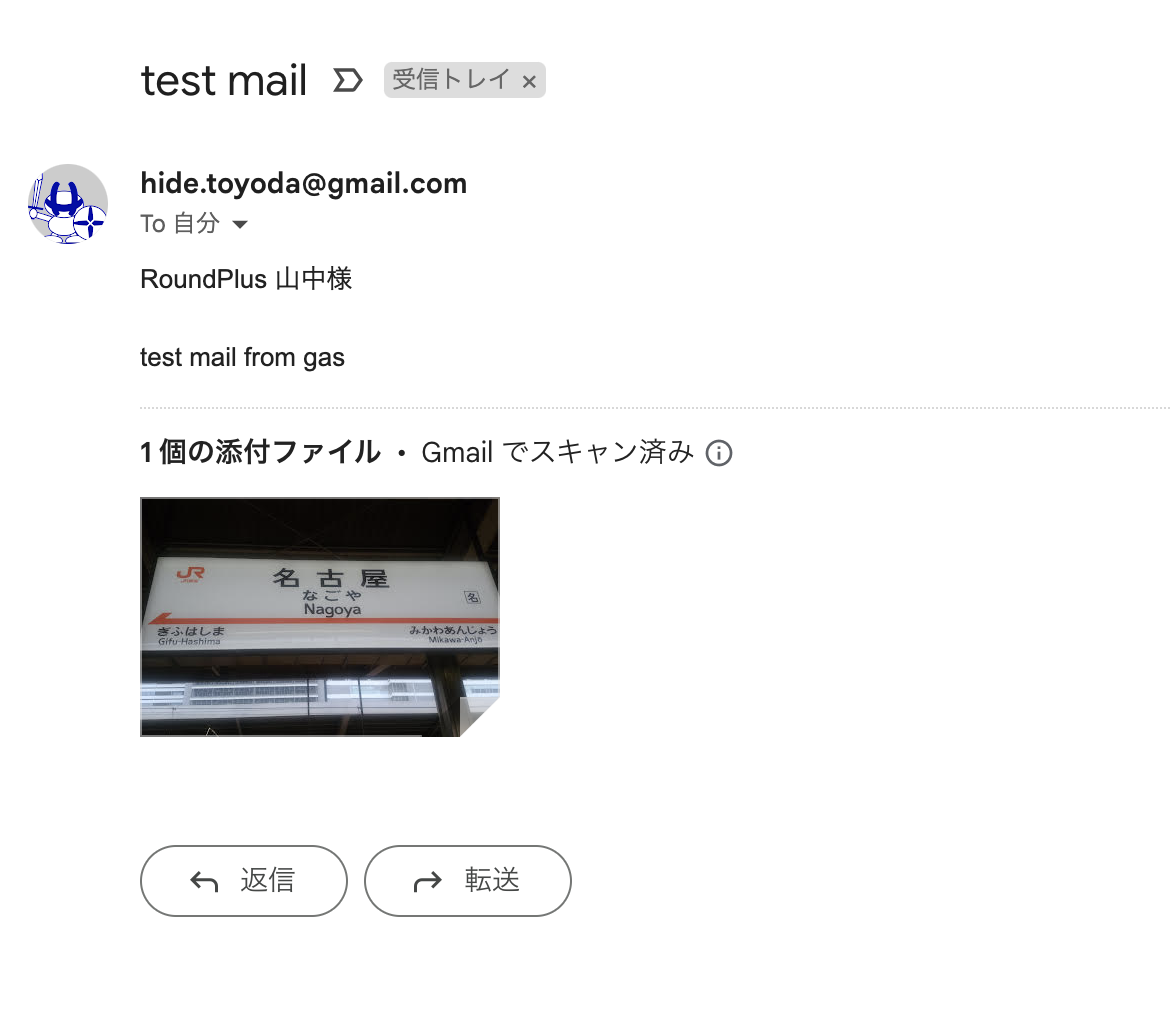 test mail 受信トレイ ×
hide.toyoda@gmail.com
To 自分
RoundPlus 山中様
test mail from gas
1 個の添付ファイル • Gmail でスキャン済み
JR
名古屋
なごや
名
Nagoya
ぎふはしま みかわあんじょう
Gifu-Hashima Mikawa-Anjō
返信 転送